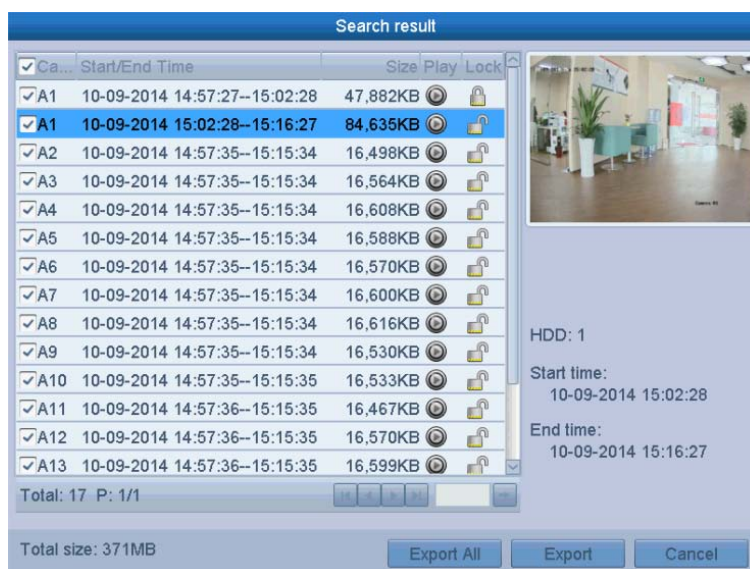 Search result
Ca... Start/End Time Size Play Lock
A1 10-09-2014 14:57:27--15:02:28 47,882KB
A1 10-09-2014 15:02:28--15:16:27 84,635KB
A2 10-09-2014 14:57:35--15:15:34 16,498KB
A3 10-09-2014 14:57:35--15:15:34 16,564KB
A4 10-09-2014 14:57:35--15:15:34 16,608KB
A5 10-09-2014 14:57:35--15:15:34 16,588KB
A6 10-09-2014 14:57:35--15:15:34 16,570KB
A7 10-09-2014 14:57:35--15:15:34 16,600KB
A8 10-09-2014 14:57:35--15:15:34 16,616KB
A9 10-09-2014 14:57:35--15:15:34 16,530KB
A10 10-09-2014 14:57:35--15:15:35 16,533KB
A11 10-09-2014 14:57:36--15:15:35 16,467KB
A12 10-09-2014 14:57:36--15:15:35 16,570KB
A13 10-09-2014 14:57:36--15:15:35 16,599KB
Total: 17 P: 1/1
HDD: 1
Start time:
10-09-2014 15:02:28
End time:
10-09-2014 15:16:27
Total size: 371MB
Export All Export Cancel